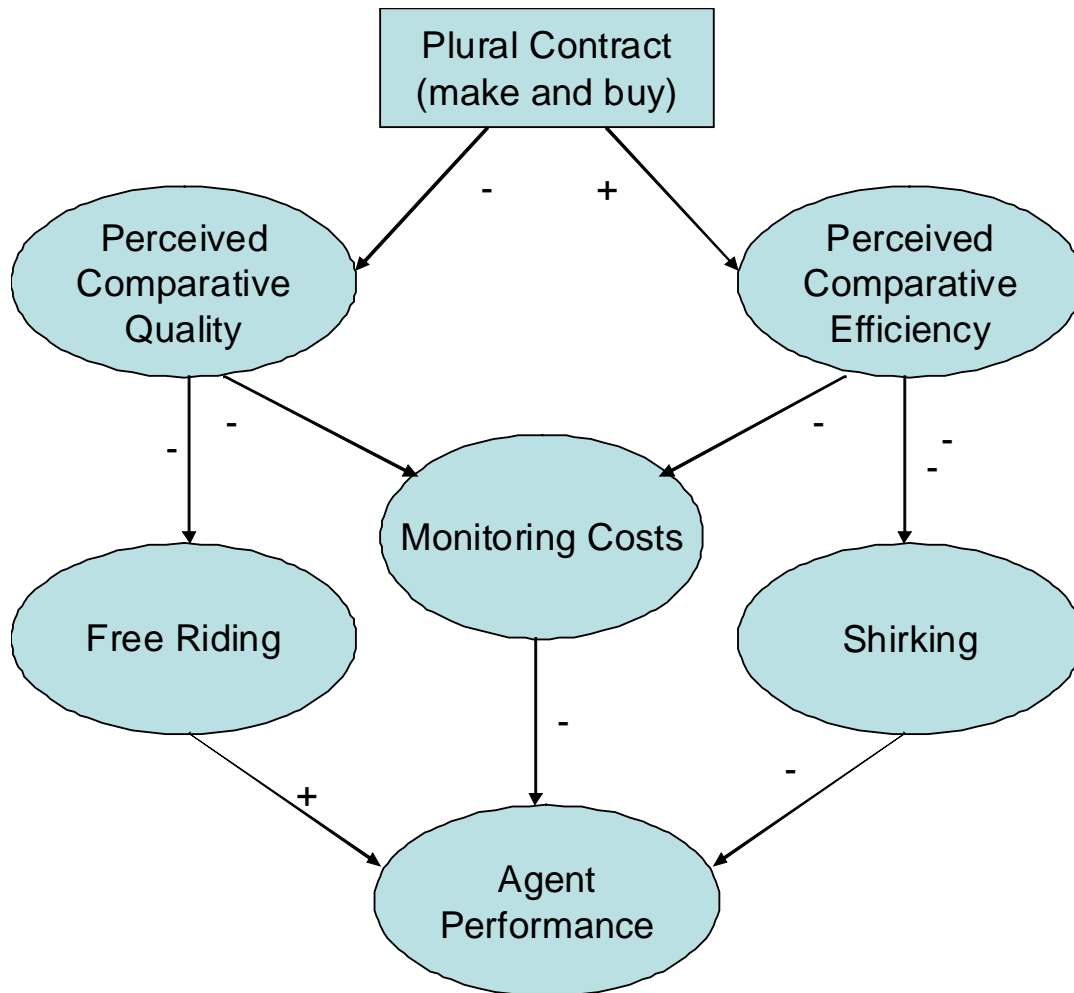 Plural Contract
(make and buy)
-
+
Perceived
Comparative
Quality
Perceived
Comparative
Efficiency
-
-
-
-
-
Monitoring Costs
Free Riding
Shirking
-
+
-
Agent
Performance